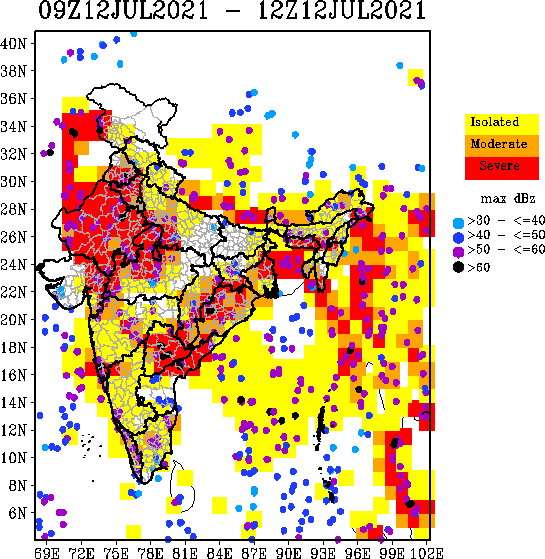 09Z12JUL2021 - 12Z12JUL2021
40N
38N
36N
34N
32N
30N
28N
26N
24N
22N
20N
18N
16N
14N
12N
10N
8N
6N
69E 72E 75E 78E 81E 84E 87E 90E 93E 96E 99E 102E
Isolated
Moderate
Severe
max dBz
>30 - <=40
>40 - <=50
>50 - <=60
>60